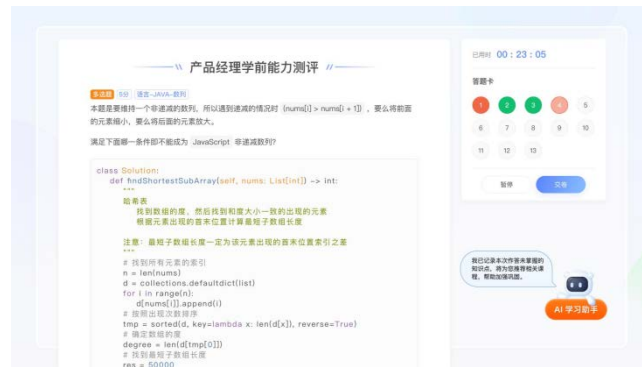 产品经理学前能力测评
多选题 5分 语言-JAVA-数列
本题是要维持一个非递减的数列，所以遇到递减的情况时（nums[i] > nums[i + 1]），要么将前面
的元素缩小，要么将后面的元素放大。
满足下面哪一条件即不能成为 JavaScript 非递减数列?
class Solution:
def findShortestSubArray(self, nums: List[int]) -> int:
"""
哈希表
找到数组的度，然后找到和度大小一致的出现的元素
根据元素出现的首末位置计算最短子数组长度
注意：最短子数组长度一定为该元素出现的首末位置索引之差
"""
# 找到所有元素的索引
n = len(nums)
d = collections.defaultdict(list)
for i in range(n):
d[nums[i]].append(i)
# 按照出现次数排序
tmp = sorted(d, key=lambda x: len(d[x]), reverse=True)
# 确定数组的度
degree = len(d[tmp[0]])
# 找到最短子数组长度
res = 50000
已用时 00 : 23 : 05
答题卡
1 2 3 4 5
6 7 8 9 10
11 12 13
暂停 交卷
我已记录本次作答未掌握的
知识点，将为您推荐相关课
程，帮助加强巩固。
AI 学习助手